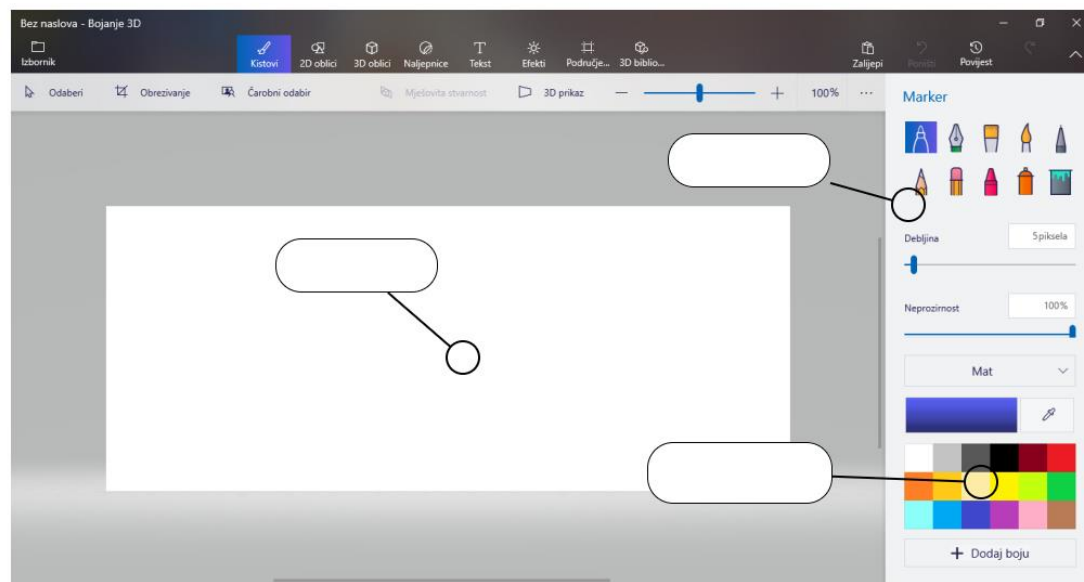 Bez naslova - Bojanje 3D
Izbornik
Kistovi 2D oblici 3D oblici Naljepnice Tekst Efekti Područje... 3D biblio... Zalijepi Poništi Povijest
Odaberi Obrezivanje Čarobni odabir Mješovita stvarnost 3D prikaz 100% ...
Marker
Debljina 5piksela
Neprozirnost 100%
Mat
Dodaj boju